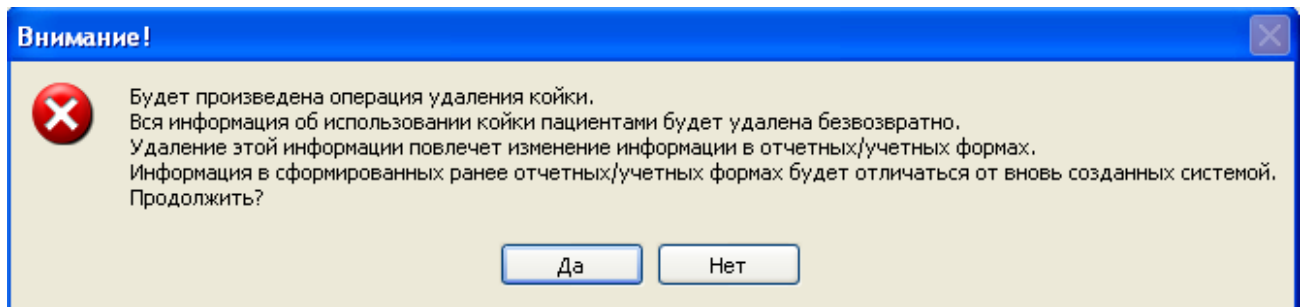 Внимание!
Будет произведена операция удаления койки.
Вся информация об использовании койки пациентами будет удалена безвозвратно.
Удаление этой информации повлечет изменение информации в отчетных/учетных формах.
Информация в сформированных ранее отчетных/учетных формах будет отличаться от вновь созданных системой.
Продолжить?
Да
Нет